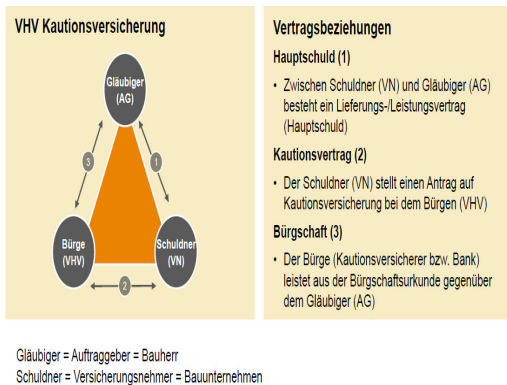 VHV Kautionsversicherung
Gläubiger
(AG)
3
1
Bürge
(VHV)
Schuldner
(VN)
2
Vertragsbeziehungen
Hauptschuld (1)
• Zwischen Schuldner (VN) und Gläubiger (AG)
besteht ein Lieferungs-/Leistungsvertrag
(Hauptschuld)
Kautionsvertrag (2)
• Der Schuldner (VN) stellt einen Antrag auf
Kautionsversicherung bei dem Bürgen (VHV)
Bürgschaft (3)
• Der Bürge (Kautionsversicherer bzw. Bank)
leistet aus der Bürgschaftsurkunde gegenüber
dem Gläubiger (AG)
Gläubiger = Auftraggeber = Bauherr
Schuldner = Versicherungsnehmer = Bauunternehmen